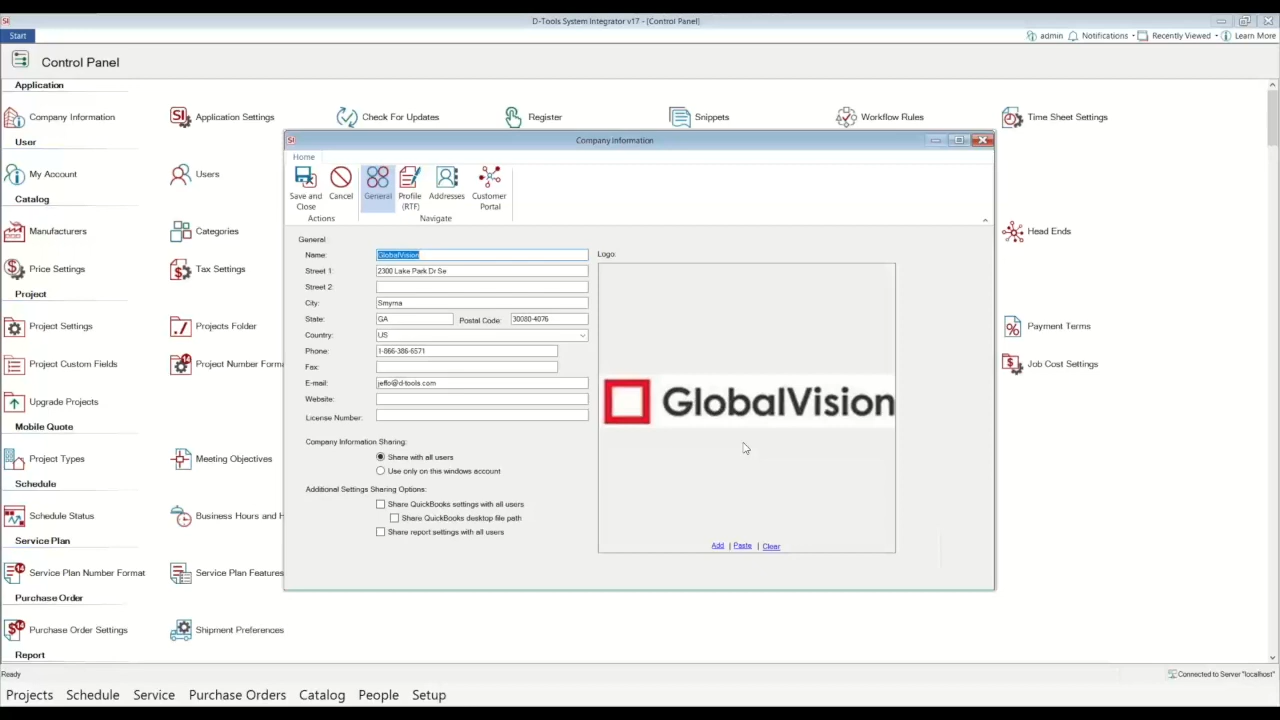 D-Tools System Integrator v17 - [Control Panel]
Start
admin Notifications Recently Viewed Learn More
Control Panel
Application
Company Information Application Settings Check For Updates Register Snippets Workflow Rules Time Sheet Settings
User
My Account Users
Catalog
Manufacturers Categories Head Ends
Price Settings Tax Settings
Project
Project Settings Projects Folder Payment Terms
Project Custom Fields Project Number Forma Job Cost Settings
Upgrade Projects
Mobile Quote
Project Types Meeting Objectives
Schedule
Schedule Status Business Hours and H
Service Plan
Service Plan Number Format Service Plan Features
Purchase Order
Purchase Order Settings Shipment Preferences
Report
Company Information
Home
Save and Close Cancel General Profile (RTF) Addresses Customer Portal
Actions Navigate
General
Name: GlobalVision
Street 1: 2300 Lake Park Dr Se
Street 2:
City: Smyrna
State: GA Postal Code: 30080-4076
Country: US
Phone: 1-866-386-6571
Fax:
E-mail: jeffo@d-tools.com
Website:
License Number:
Company Information Sharing:
Share with all users
Use only on this windows account
Additional Settings Sharing Options:
Share QuickBooks settings with all users
Share QuickBooks desktop file path
Share report settings with all users
Logo:
GlobalVision
Add | Paste | Clear
Ready Connected to Server "localhost"
Projects Schedule Service Purchase Orders Catalog People Setup